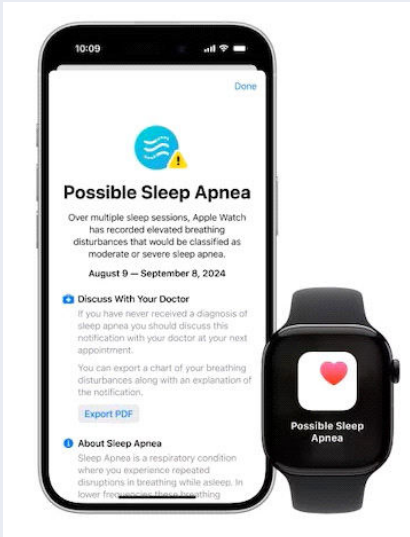 10:09
Done
Possible Sleep Apnea
Over multiple sleep sessions, Apple Watch
has recorded elevated breathing
disturbances that would be classified as
moderate or severe sleep apnea.
August 9 — September 8, 2024
Discuss With Your Doctor
If you have never received a diagnosis of
sleep apnea you should discuss this
notification with your doctor at your next
appointment.
You can export a chart of your breathing
disturbances along with an explanation of
the notification.
Export PDF
About Sleep Apnea
Sleep Apnea is a respiratory condition
where you experience repeated
disruptions in breathing while asleep. In
lower frequencies these breathing
Possible Sleep
Apnea